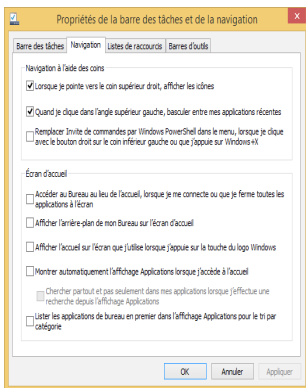 Propriétés de la barre des tâches et de la navigation
Barre des tâches Navigation Listes de raccourcis Barres d'outils
Navigation à l'aide des coins
Lorsque je pointe vers le coin supérieur droit, afficher les icônes
Quand je clique dans l'angle supérieur gauche, basculer entre mes applications récentes
Remplacer Invite de commandes par Windows PowerShell dans le menu, lorsque je clique
avec le bouton droit sur le coin inférieur gauche ou que j'appuie sur Windows+X
Écran d'accueil
Accéder au Bureau au lieu de l'accueil, lorsque je me connecte ou que je ferme toutes les
applications à l'écran
Afficher l'arrière-plan de mon Bureau sur l'écran d'accueil
Afficher l'accueil sur l'écran que j'utilise lorsque j'appuie sur la touche du logo Windows
Montrer automatiquement l'affichage Applications lorsque j'accède à l'accueil
Chercher partout et pas seulement dans mes applications lorsque j'effectue une
recherche depuis l'affichage Applications
Lister les applications de bureau en premier dans l'affichage Applications pour le tri par
catégorie
OK Annuler Appliquer